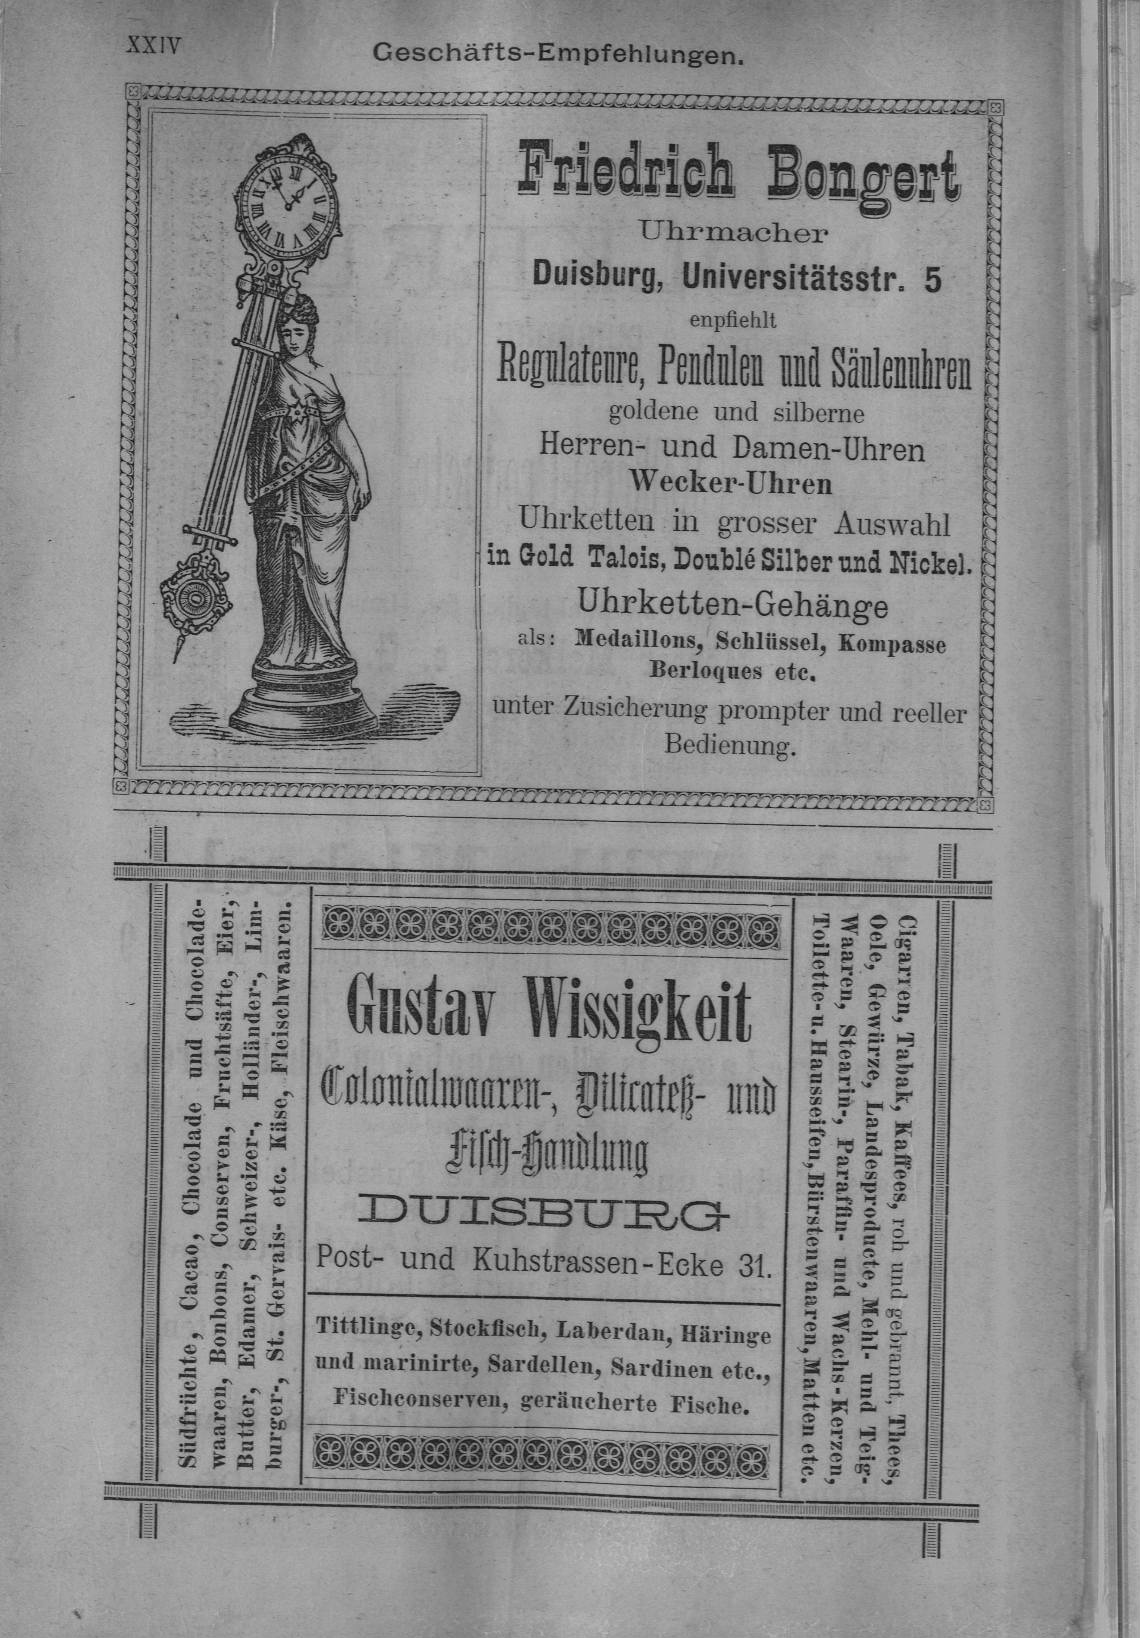 XXIV
Geschäfts-Empfehlungen.
Friedrich Bongert
Uhrmacher
Duisburg, Universitätsstr. 5
enpfiehlt
Regulateure, Pendulen und Säulenuhren
goldene und silberne
Herren- und Damen-Uhren
Wecker-Uhren
Uhrketten in grosser Auswahl
in Gold Talois, Doublé Silber und Nickel.
Uhrketten-Gehänge
als: Medaillons, Schlüssel, Kompasse
Berloques etc.
unter Zusicherung prompter und reeller
Bedienung.
Südfrüchte, Cacao, Chocolade und Chocolade-
waaren, Bonbons, Conserven, Fruchtsäfte, Eier,
Butter, Edamer, Schweizer-, Holländer-, Lim-
burger-, St. Gervais- etc. Käse, Fleischwaaren.
Gustav Wissigkeit
Colonialwaaren-, Dilicateß- und
Fisch-Handlung
DUISBURG
Post- und Kuhstrassen-Ecke 31.
Tittlinge, Stockfisch, Laberdan, Häringe
und marinirte, Sardellen, Sardinen etc.,
Fischconserven, geräucherte Fische.
Cigarren, Tabak, Kaffees, roh und gebrannt, Thees,
Oele, Gewürze, Landesproducte, Mehl- und Teig-
Waaren, Stearin-, Paraffin- und Wachs-Kerzen,
Toilette- u. Hausseifen, Bürstenwaaren, Matten etc.